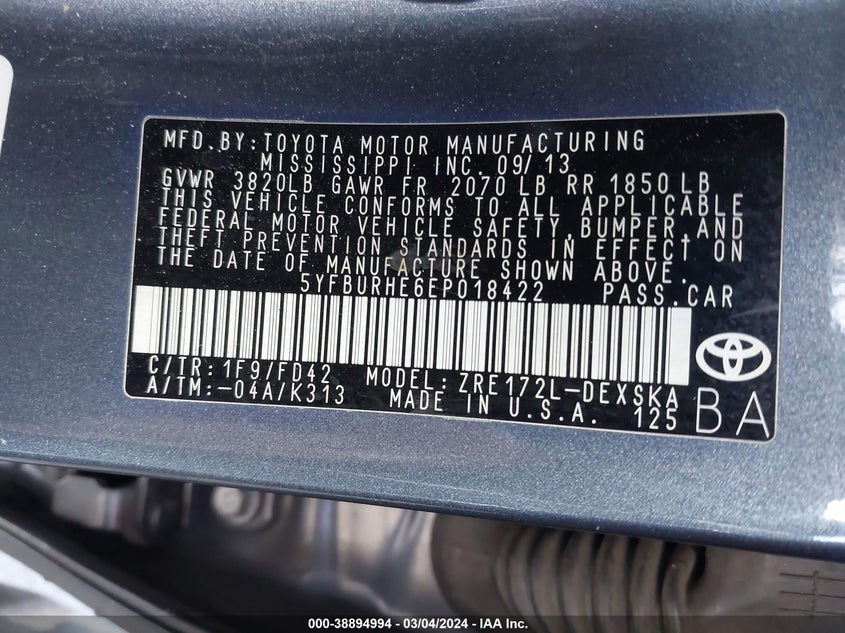 MFD.BY:TOYOTA MOTOR MANUFACTURING
MISSISSIPPI INC. 09/13
GVWR 3820LB GAWR FR 2070 LB RR 1850 LB
THIS VEHICLE CONFORMS TO ALL APPLICABLE
FEDERAL MOTOR VEHICLE SAFETY,BUMPER,AND
THEFT PREVENTION STANDARDS IN EFFECT ON
THE DATE OF MANUFACTURE SHOWN ABOVE.
5YFBURHE6EP018422 PASS.CAR
C/TR:1F9/FD42 MODEL:ZRE172L-DEXSKA
A/TM:-04A/K313 MADE IN U.S.A. 125
BA
000-38894994 - 03/04/2024 - IAA Inc.